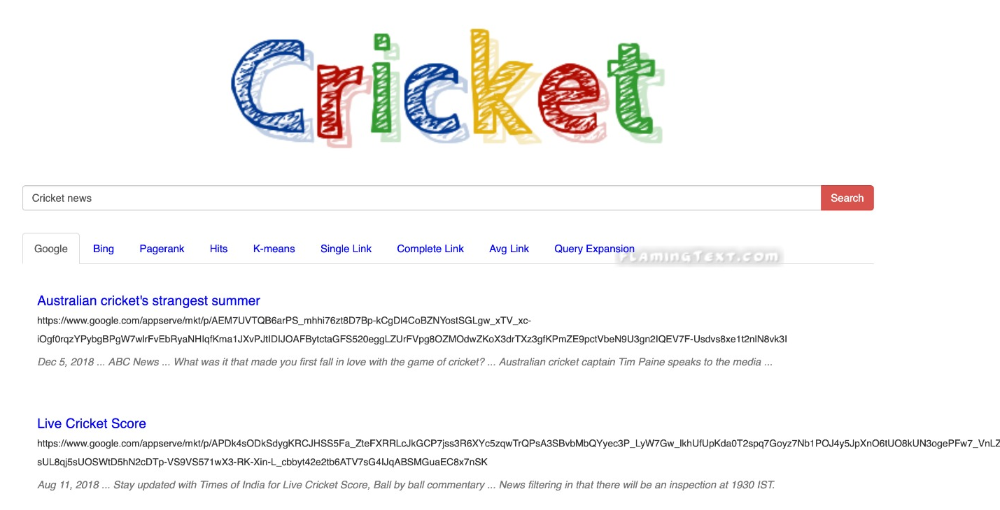 Cricket
Cricket news
Search
Google Bing Pagerank Hits K-means Single Link Complete Link Avg Link Query Expansion
FLAMINGTEXT.COM
Australian cricket's strangest summer
https://www.google.com/appserve/mkt/p/AEM7UVTQB6arPS_mhhi76zt8D7Bp-kCgDl4CoBZNYostSGLgw_xTV_xc-
iOgf0rqzYPybgBPgW7wIrFvEbRyaNHlqfKma1JXvPJtIDIJOAFBytctaGFS520eggLZUrFVpg8OZMOdwZKoX3drTXz3gfKPmZE9pctVbeN9U3gn2IQEV7F-Usdvs8xe1t2nlN8vk3I
Dec 5, 2018 ... ABC News ... What was it that made you first fall in love with the game of cricket? ... Australian cricket captain Tim Paine speaks to the media ...
Live Cricket Score
https://www.google.com/appserve/mkt/p/APDk4sODkSdygKRCJHSS5Fa_ZteFXRRLcJkGCP7jss3R6XYc5zqwTrQPsA3SBvbMbQYyec3P_LyW7Gw_IkhUfUpKda0T2spq7Goyz7Nb1POJ4y5JpXnO6tUO8kUN3ogePFw7_VnLZ
sUL8qj5sUOSWtD5hN2cDTp-VS9VS571wX3-RK-Xin-L_cbbyt42e2tb6ATV7sG4IJqABSMGuaEC8x7nSK
Aug 11, 2018 ... Stay updated with Times of India for Live Cricket Score, Ball by ball commentary ... News filtering in that there will be an inspection at 1930 IST.